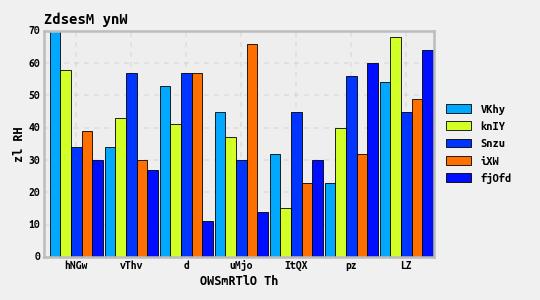 ZdsesM ynW
70
60
50
40
30
20
10
0
zl RH
hNGw vThv d uMjo ItQX pz LZ
OWSmRTlO Th
VKhy
knIY
Snzu
iXW
fjOfd